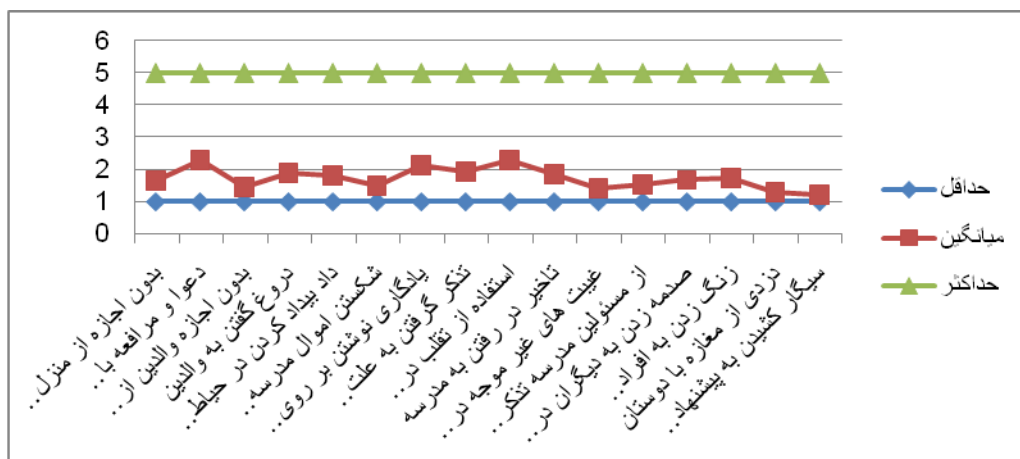 6
5
4
3
2
1
0
بدون اجازه از منزل..
دعوا و مرافعه با..
بدون اجازه والدین از..
دروغ گفتن به والدین
داد بیداد کردن در حیاط..
شکستن اموال مدرسه..
یادگاری نوشتن بر روی..
تذکر گرفتن به علت..
استفاده از تقلب در..
تاخیر در رفتن به مدرسه
غیبت های غیر موجه در..
از مسئولین مدرسه تذکر..
صدمه زدن به دیگران در..
زنگ زدن به افراد..
دزدی از مغازه با دوستان
سیگار کشیدن به پیشنهاد..
حداقل
میانگین
حداکثر